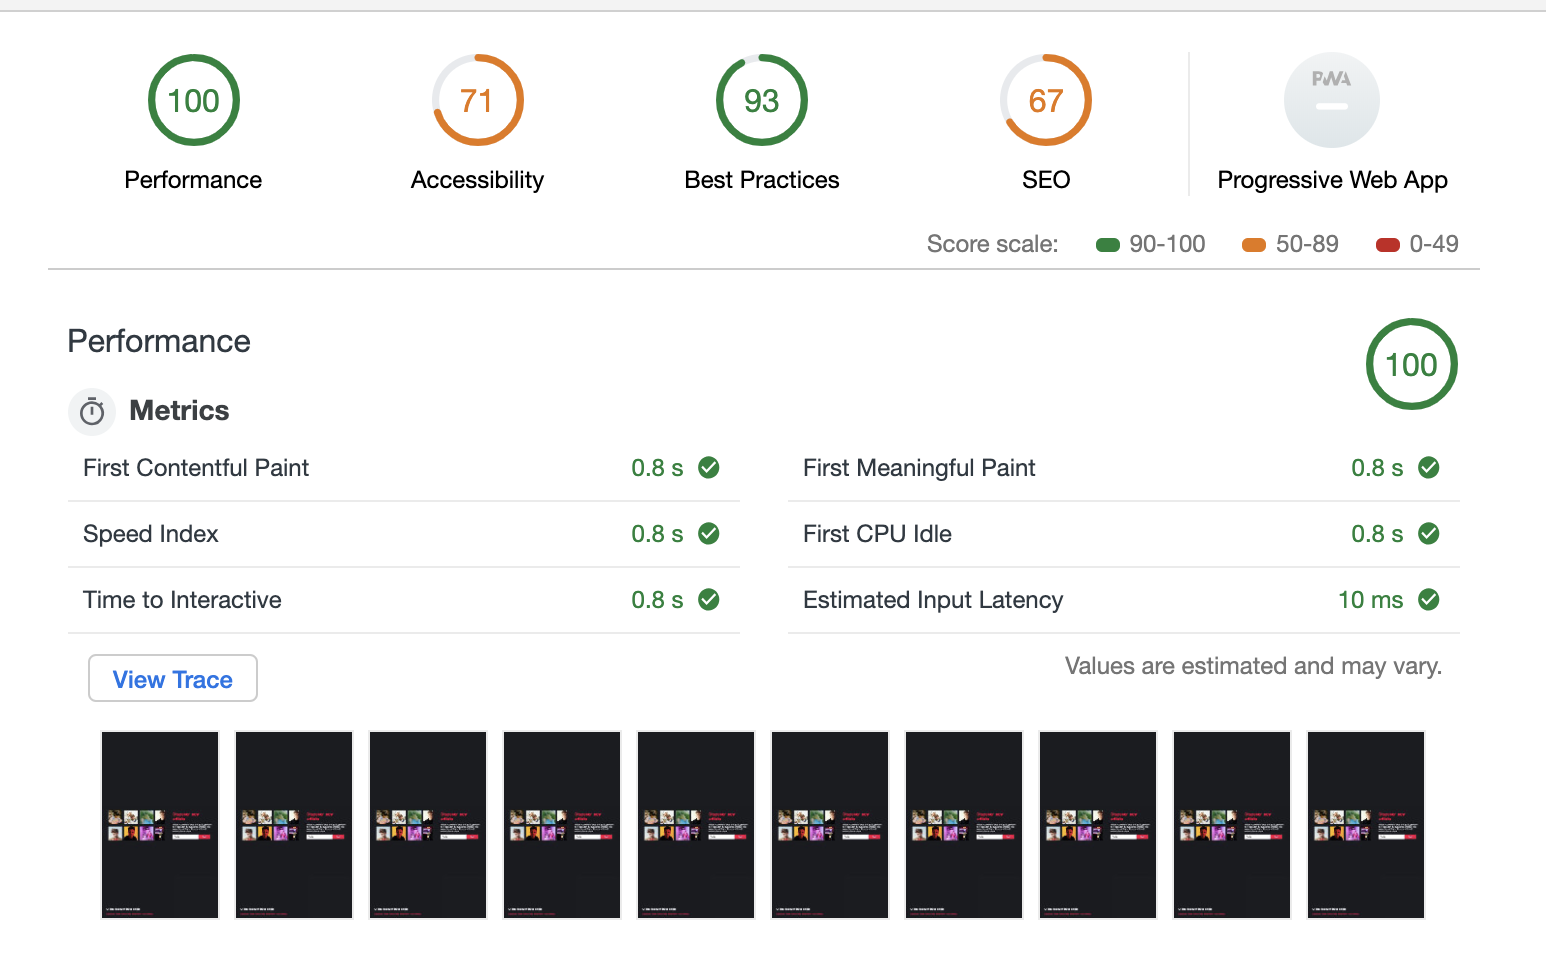 100
71
93
67
PWA
Performance
Accessibility
Best Practices
SEO
Progressive Web App
Score scale: 90-100 50-89 0-49
Performance
100
Metrics
First Contentful Paint 0.8 s
First Meaningful Paint 0.8 s
Speed Index 0.8 s
First CPU Idle 0.8 s
Time to Interactive 0.8 s
Estimated Input Latency 10 ms
View Trace
Values are estimated and may vary.